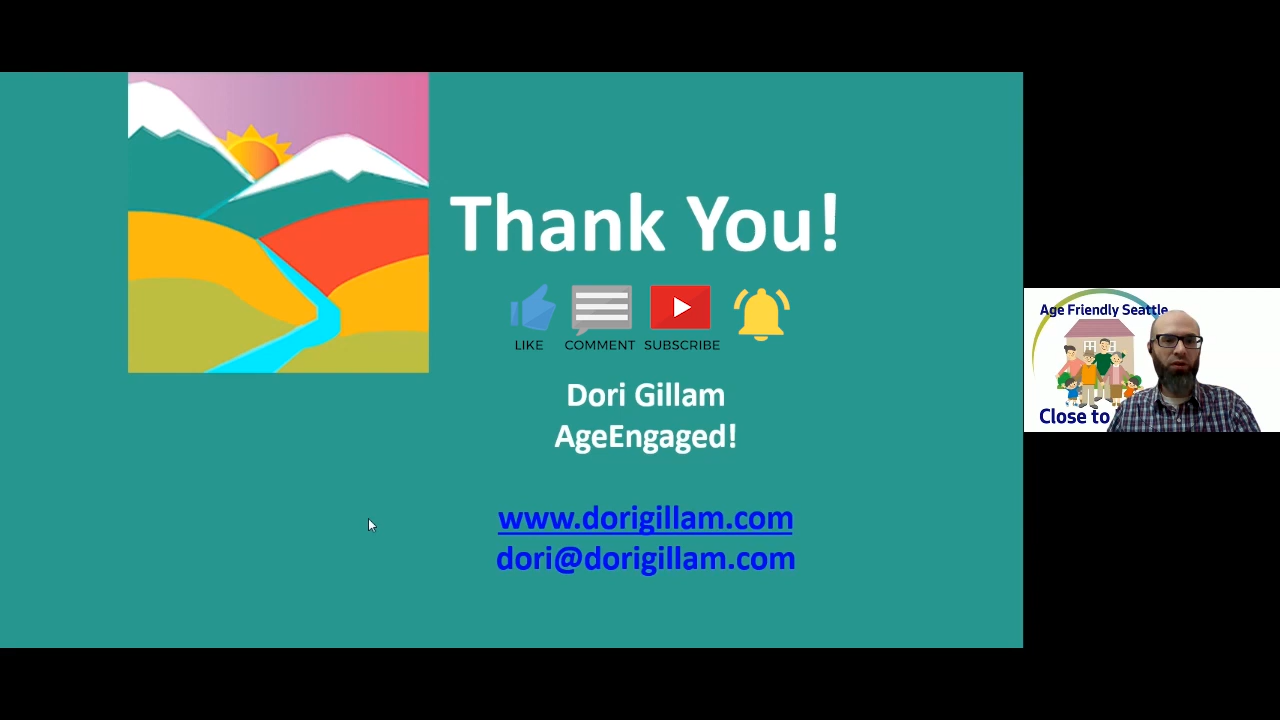 Thank You!
LIKE COMMENT SUBSCRIBE
Dori Gillam
AgeEngaged!
www.dorigillam.com
dori@dorigillam.com
Age Friendly Seattle
Close to